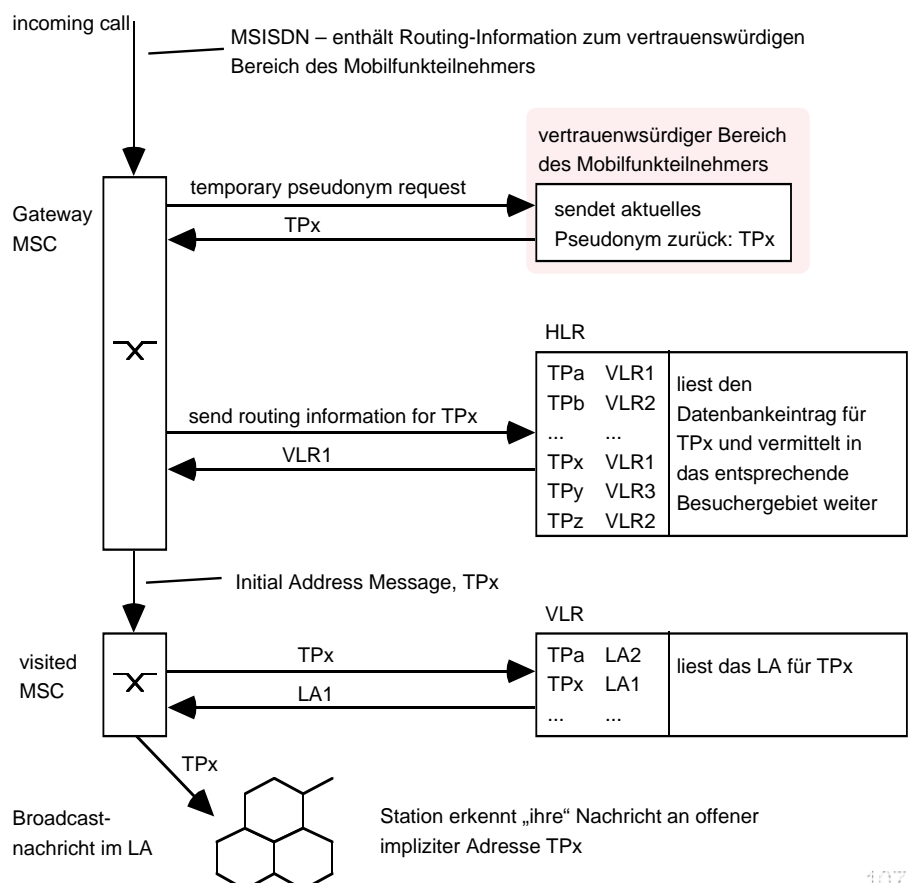 incoming call
MSISDN – enthält Routing-Information zum vertrauenswürdigen
Bereich des Mobilfunkteilnehmers
vertrauenwsürdiger Bereich
des Mobilfunkteilnehmers
Gateway
MSC
temporary pseudonym request
TPx
sendet aktuelles
Pseudonym zurück: TPx
HLR
send routing information for TPx
VLR1
TPa VLR1
TPb VLR2
... ...
TPx VLR1
TPy VLR3
TPz VLR2
liest den
Datenbankeintrag für
TPx und vermittelt in
das entsprechende
Besuchergebiet weiter
Initial Address Message, TPx
VLR
visited
MSC
TPx
LA1
TPa LA2
TPx LA1
... ...
liest das LA für TPx
TPx
Broadcast-
nachricht im LA
Station erkennt „ihre“ Nachricht an offener
impliziter Adresse TPx
107